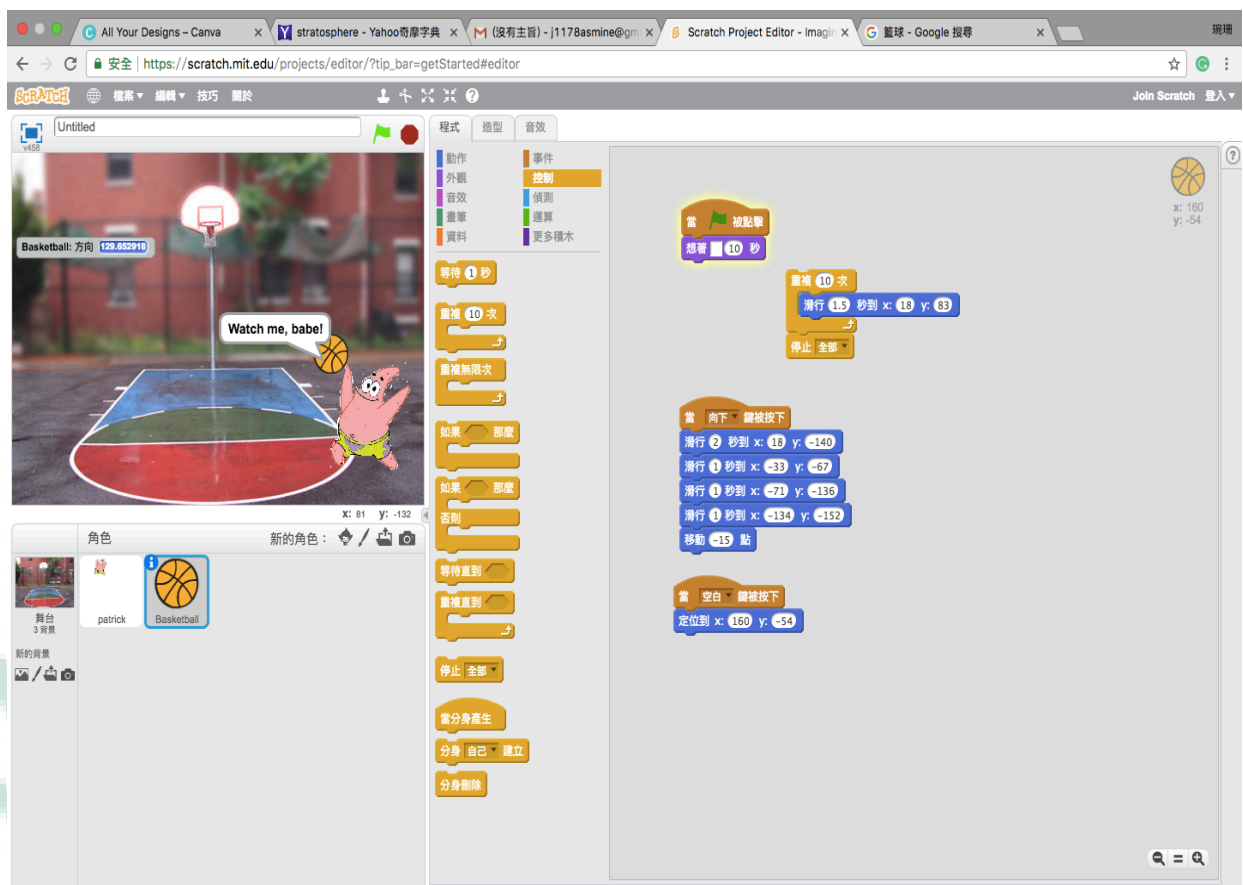 All Your Designs – Canva
stratosphere - Yahoo奇摩字典
(沒有主旨) - j1178asmine@gm
Scratch Project Editor - Imagin
籃球 - Google 搜尋
琬珊
安全 | https://scratch.mit.edu/projects/editor/?tip_bar=getStarted#editor
SCRATCH 檔案 編輯 技巧 關於
Join Scratch 登入
Untitled
v458
Basketball: 方向 129.652918
Watch me, babe!
X: 81 y: -132
角色 新的角色：
舞台
3 背景
新的背景
patrick
Basketball
程式 造型 音效
動作 事件
外觀 控制
音效 偵測
畫筆 運算
資料 更多積木
等待 1 秒
重複 10 次
重複無限次
如果 那麼
如果 那麼
否則
等待直到
重複直到
停止 全部
當分身產生
分身 自己 建立
分身刪除
當 被點擊
想著 10 秒
重複 10 次
滑行 1.5 秒到 x: 18 y: 83
停止 全部
當 向下 鍵被按下
滑行 2 秒到 x: 18 y: -140
滑行 1 秒到 x: -33 y: -67
滑行 1 秒到 x: -71 y: -136
滑行 1 秒到 x: -134 y: -152
移動 -15 點
當 空白 鍵被按下
定位到 x: 160 y: -54
x: 160
y: -54